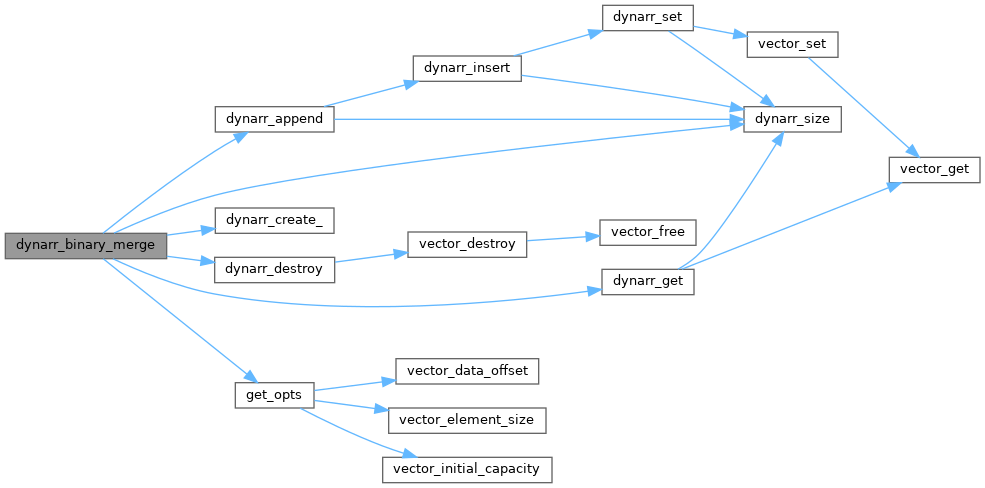 dynarr_set
vector_set
dynarr_insert
dynarr_append
dynarr_size
vector_get
dynarr_create_
dynarr_binary_merge
vector_destroy
vector_free
dynarr_destroy
dynarr_get
vector_data_offset
get_opts
vector_element_size
vector_initial_capacity